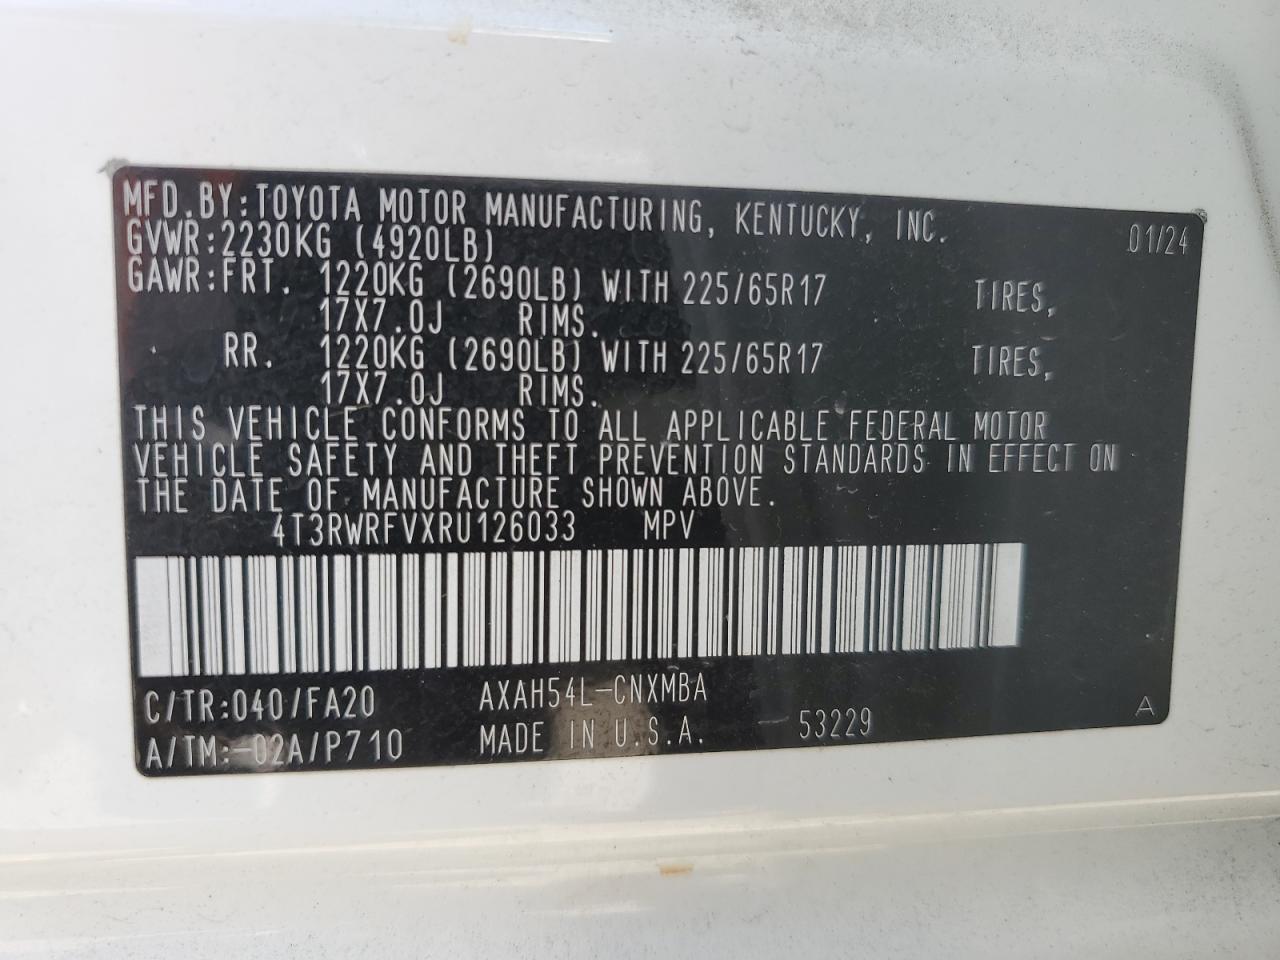 MFD.BY:TOYOTA MOTOR MANUFACTURING, KENTUCKY, INC. 01/24
GVWR:2230KG (4920LB)
GAWR:FRT. 1220KG (2690LB) WITH 225/65R17 TIRES,
17X7.0J RIMS.
RR. 1220KG (2690LB) WITH 225/65R17 TIRES,
17X7.0J RIMS.
THIS VEHICLE CONFORMS TO ALL APPLICABLE FEDERAL MOTOR
VEHICLE SAFETY AND THEFT PREVENTION STANDARDS IN EFFECT ON
THE DATE OF MANUFACTURE SHOWN ABOVE.
4T3RWRFVXRU126033 MPV
C/TR:040/FA20 AXAH54L-CNXMBA
A/TM:-02A/P710 MADE IN U.S.A. 53229 A